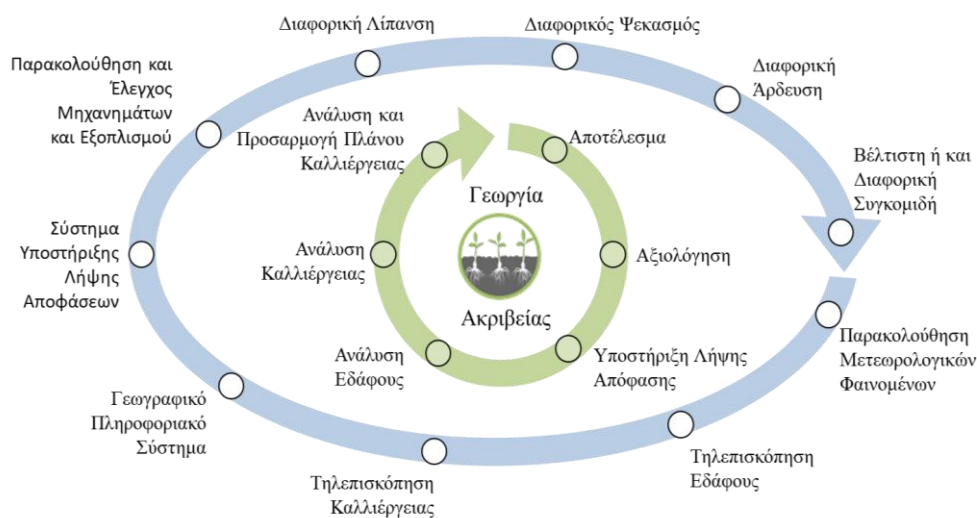 Διαφορική Λίπανση
Διαφορικός Ψεκασμός
Διαφορική
Άρδευση
Βέλτιστη ή και
Διαφορική
Συγκομιδή
Παρακολούθηση και
Έλεγχος
Μηχανημάτων
και Εξοπλισμού
Σύστημα
Υποστήριξης
Λήψης
Αποφάσεων
Γεωγραφικό
Πληροφοριακό
Σύστημα
Τηλεπισκόπηση
Καλλιέργειας
Τηλεπισκόπηση
Εδάφους
Παρακολούθηση
Μετεωρολογικών
Φαινομένων
Ανάλυση και
Προσαρμογή Πλάνου
Καλλιέργειας
Αποτέλεσμα
Ανάλυση
Καλλιέργειας
Αξιολόγηση
Ανάλυση
Εδάφους
Υποστήριξη Λήψης
Απόφασης
Γεωργία
Ακριβείας